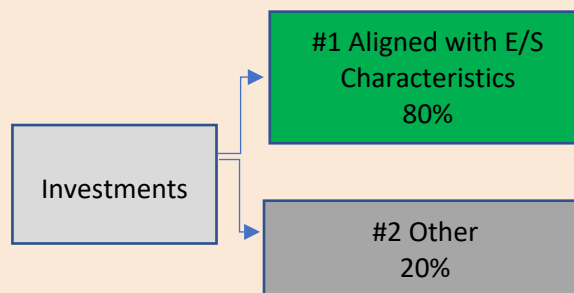 #1 Aligned with E/S
Characteristics
80%
Investments
#2 Other
20%